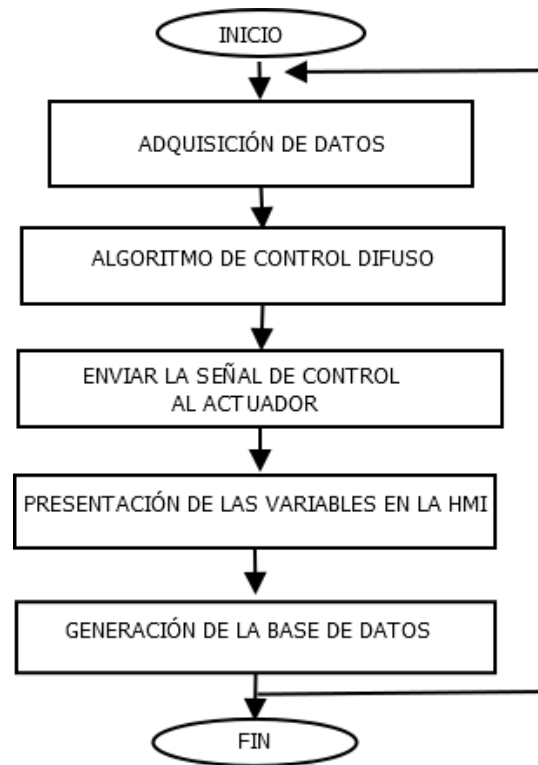 INICIO
ADQUISICIÓN DE DATOS
ALGORITMO DE CONTROL DIFUSO
ENVIAR LA SEÑAL DE CONTROL
AL ACTUADOR
PRESENTACIÓN DE LAS VARIABLES EN LA HMI
GENERACIÓN DE LA BASE DE DATOS
FIN